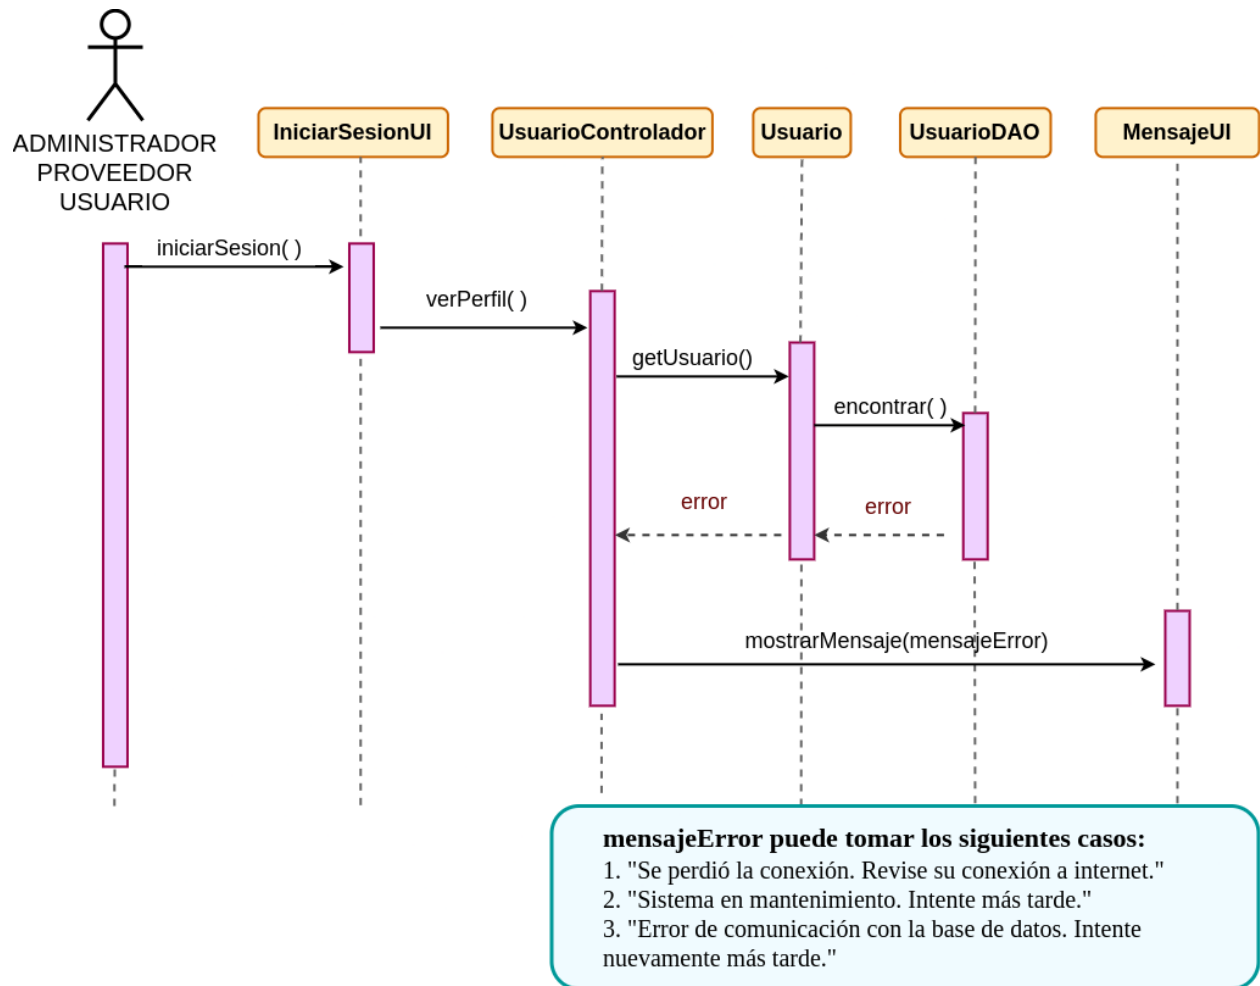 ADMINISTRADOR
PROVEEDOR
USUARIO
IniciarSesionUI
UsuarioControlador
Usuario
UsuarioDAO
MensajeUI
iniciarSesion( )
verPerfil( )
getUsuario()
encontrar( )
error
error
mostrarMensaje(mensajeError)
mensajeError puede tomar los siguientes casos:
1. "Se perdió la conexión. Revise su conexión a internet."
2. "Sistema en mantenimiento. Intente más tarde."
3. "Error de comunicación con la base de datos. Intente
nuevamente más tarde."